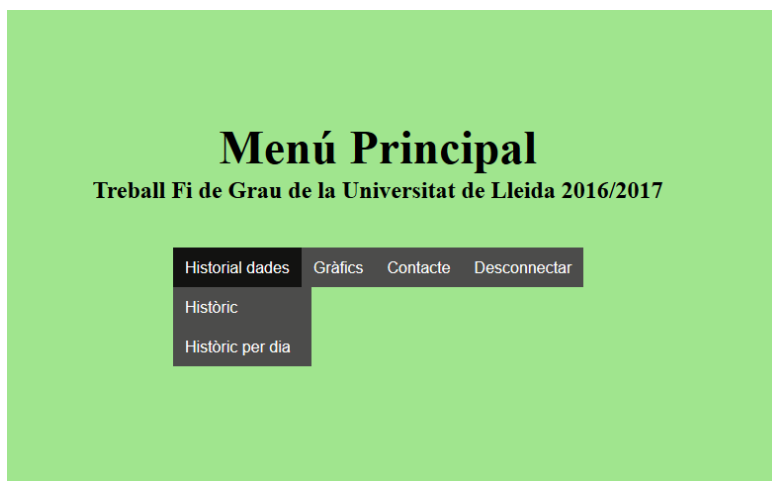 Menú Principal
Treball Fi de Grau de la Universitat de Lleida 2016/2017
Historial dades Gràfics Contacte Desconnectar
Històric
Històric per dia